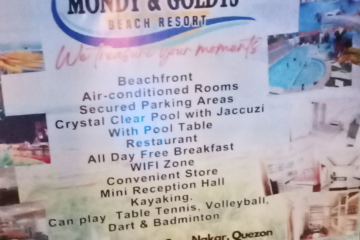 MONDY & GOLDYS
BEACH RESORT
We treasure your moments
Beachfront
Air-conditioned Rooms
Secured Parking Areas
Crystal Clear Pool with Jaccuzi
With Pool Table
Restaurant
All Day Free Breakfast
WIFI Zone
Convenient Store
Mini Reception Hall
Kayaking.
Can play Table Tennis, Volleyball,
Dart & Badminton
Nakar, Quezon